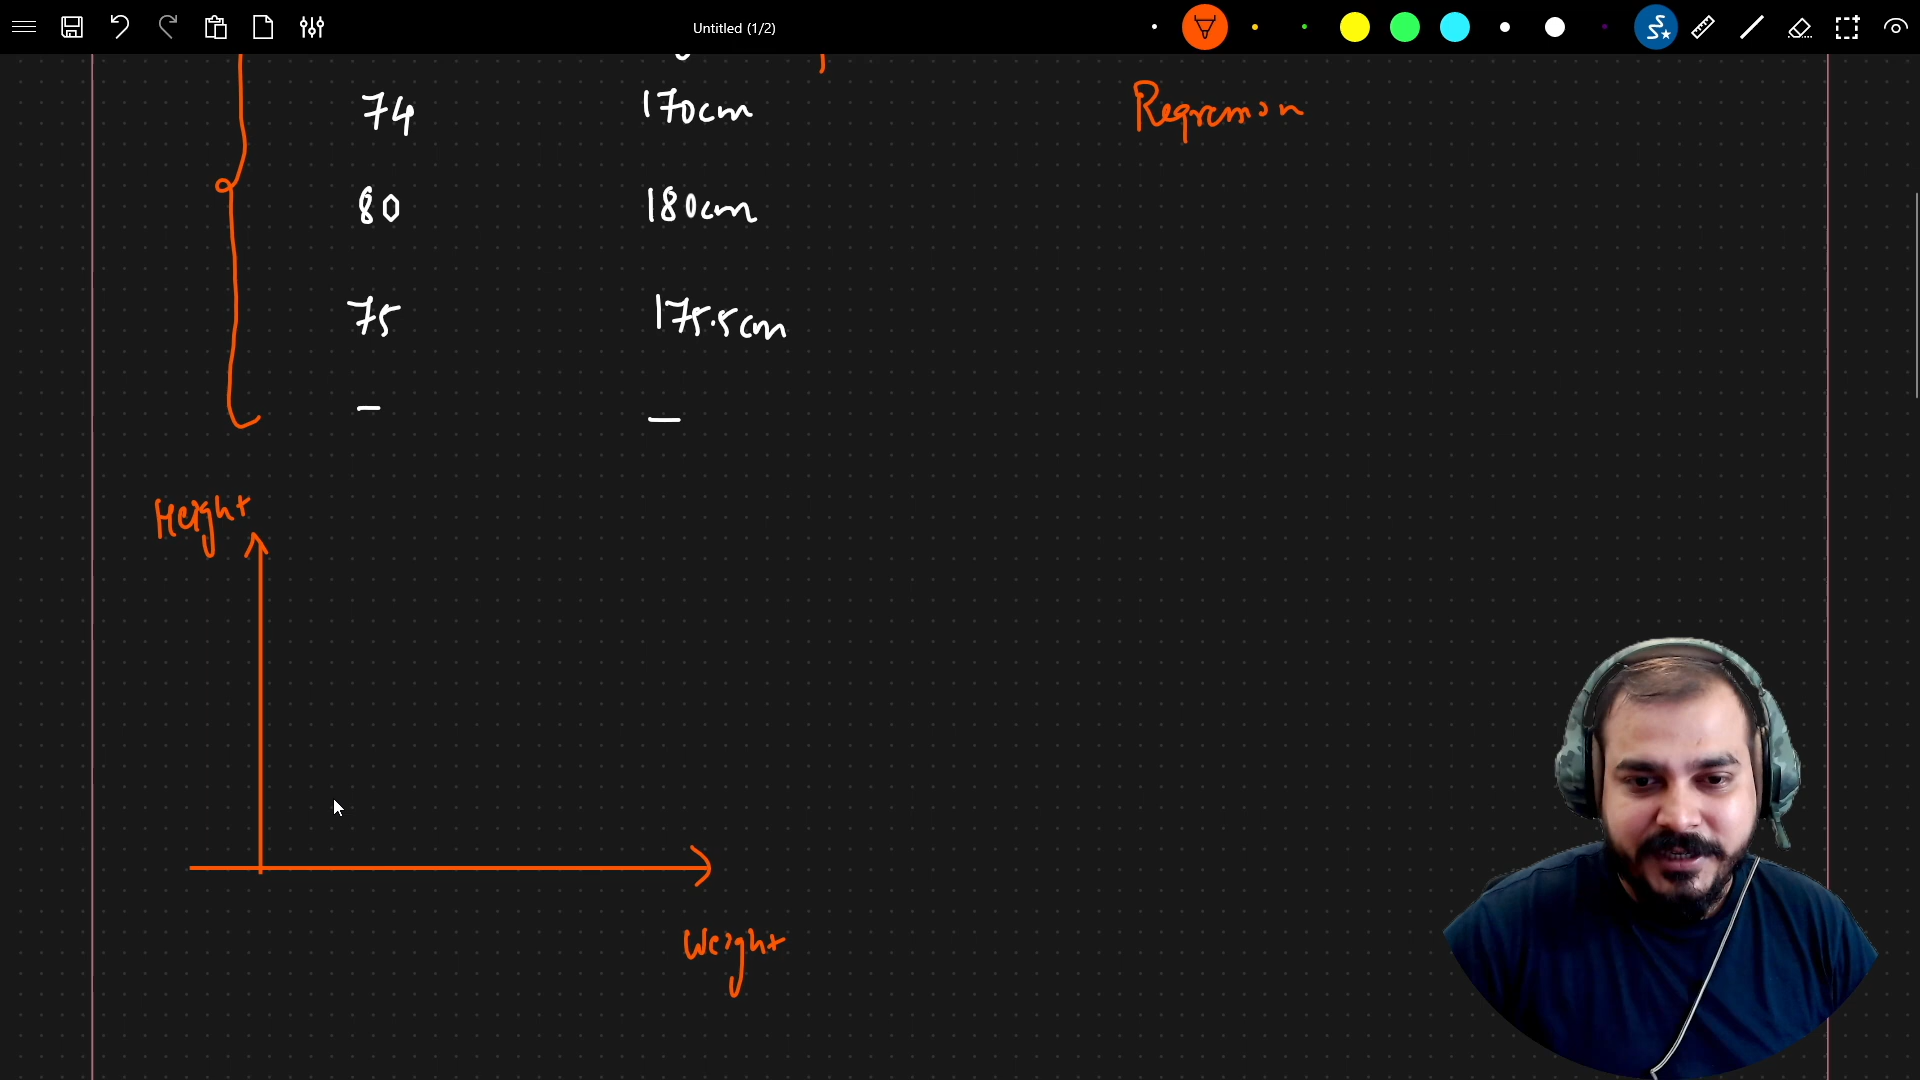 Untitled (1/2)
74 170cm
Regression
80 180cm
75 175.5cm
- -
Height
Weight